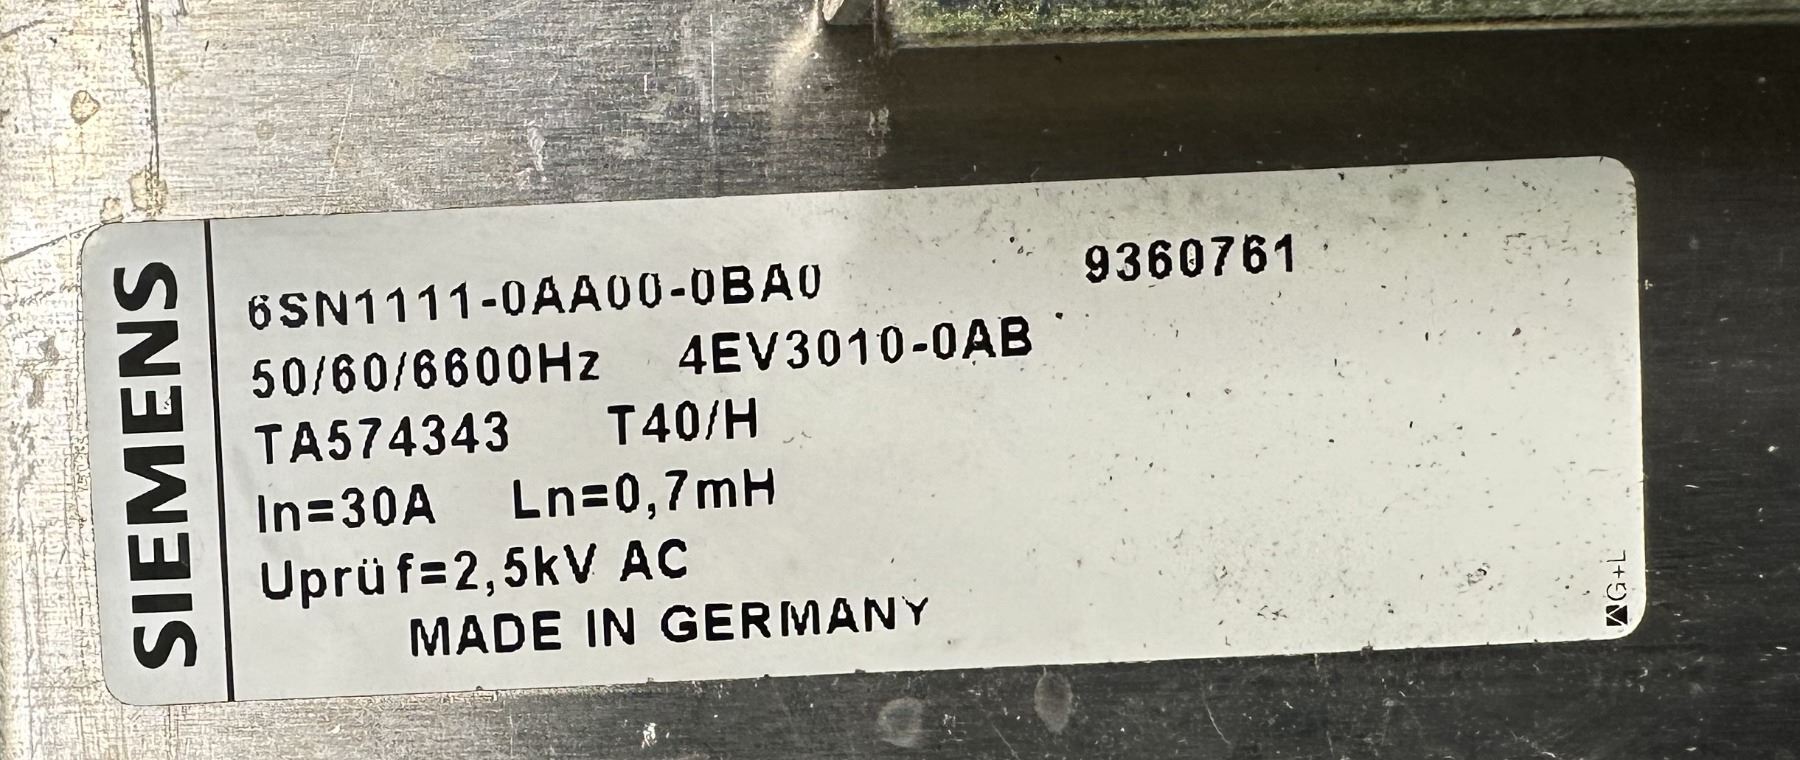 SIEMENS
6SN1111-0AA00-0BA0 9360761
50/60/6600Hz 4EV3010-0AB
TA574343 T40/H
In=30A Ln=0,7mH
Uprüf=2,5kV AC
MADE IN GERMANY
G+L